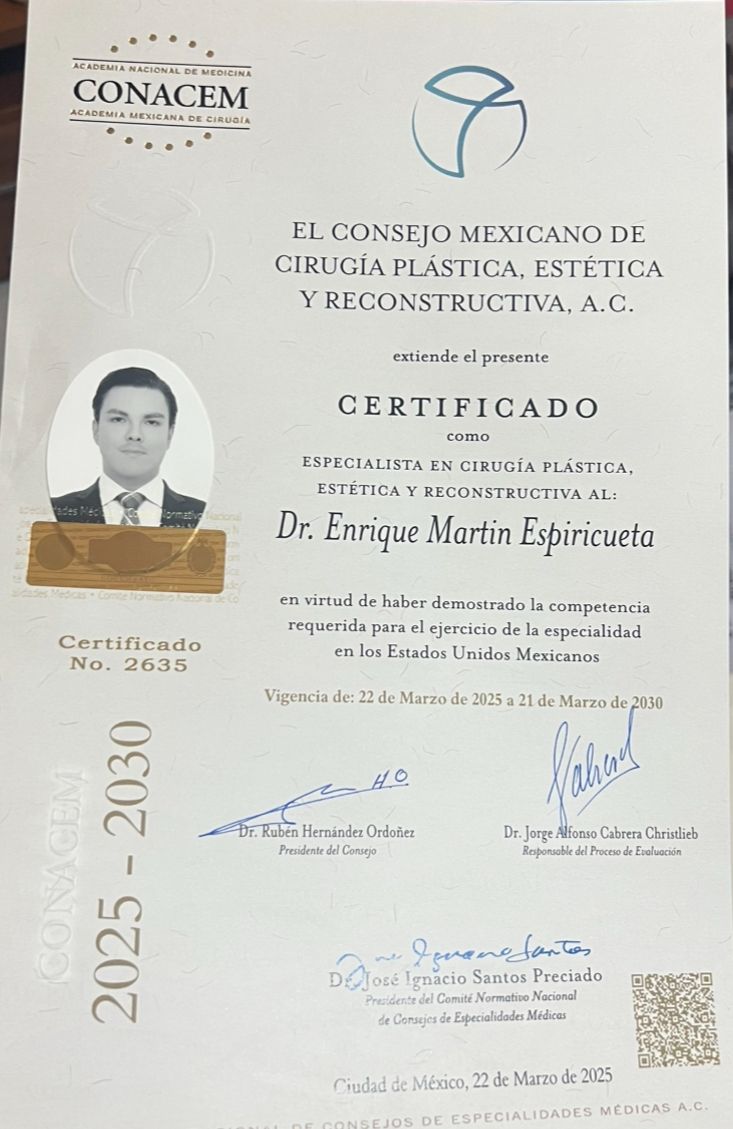 ACADEMIA NACIONAL DE MEDICINA
CONACEM
ACADEMIA MEXICANA DE CIRUGÍA
EL CONSEJO MEXICANO DE
CIRUGÍA PLÁSTICA, ESTÉTICA
Y RECONSTRUCTIVA, A.C.
extiende el presente
CERTIFICADO
como
ESPECIALISTA EN CIRUGÍA PLÁSTICA,
ESTÉTICA Y RECONSTRUCTIVA AL:
Dr. Enrique Martin Espiricueta
en virtud de haber demostrado la competencia
requerida para el ejercicio de la especialidad
en los Estados Unidos Mexicanos
Certificado
No. 2635
Vigencia de: 22 de Marzo de 2025 a 21 de Marzo de 2030
CONACEM
2025 - 2030
Dr. Rubén Hernández Ordoñez
Presidente del Consejo
Dr. Jorge Alfonso Cabrera Christlieb
Responsable del Proceso de Evaluación
Dr. José Ignacio Santos Preciado
Presidente del Comité Normativo Nacional
de Consejos de Especialidades Médicas
Ciudad de México, 22 de Marzo de 2025
DE CONSEJOS DE ESPECIALIDADES MÉDICAS A.C.